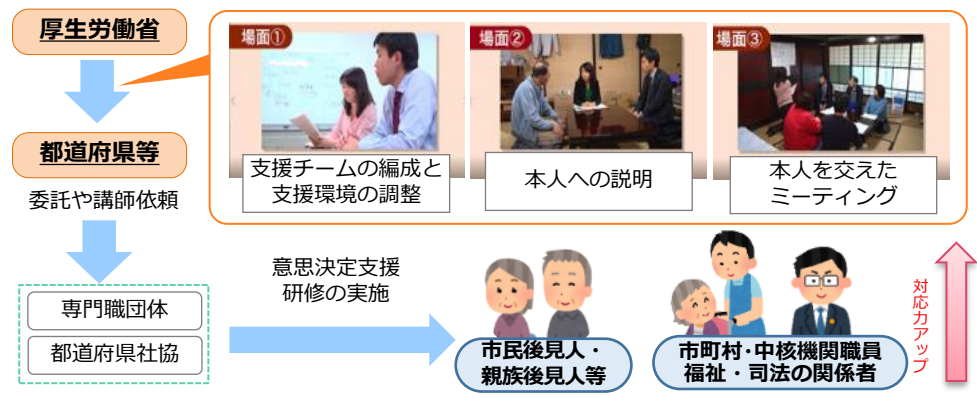 厚生労働省
場面①
場面②
場面③
支援チームの編成と
支援環境の調整
本人への説明
本人を交えた
ミーティング
都道府県等
委託や講師依頼
専門職団体
都道府県社協
意思決定支援
研修の実施
市民後見人・
親族後見人等
市町村・中核機関職員
福祉・司法の関係者
対応力アップ